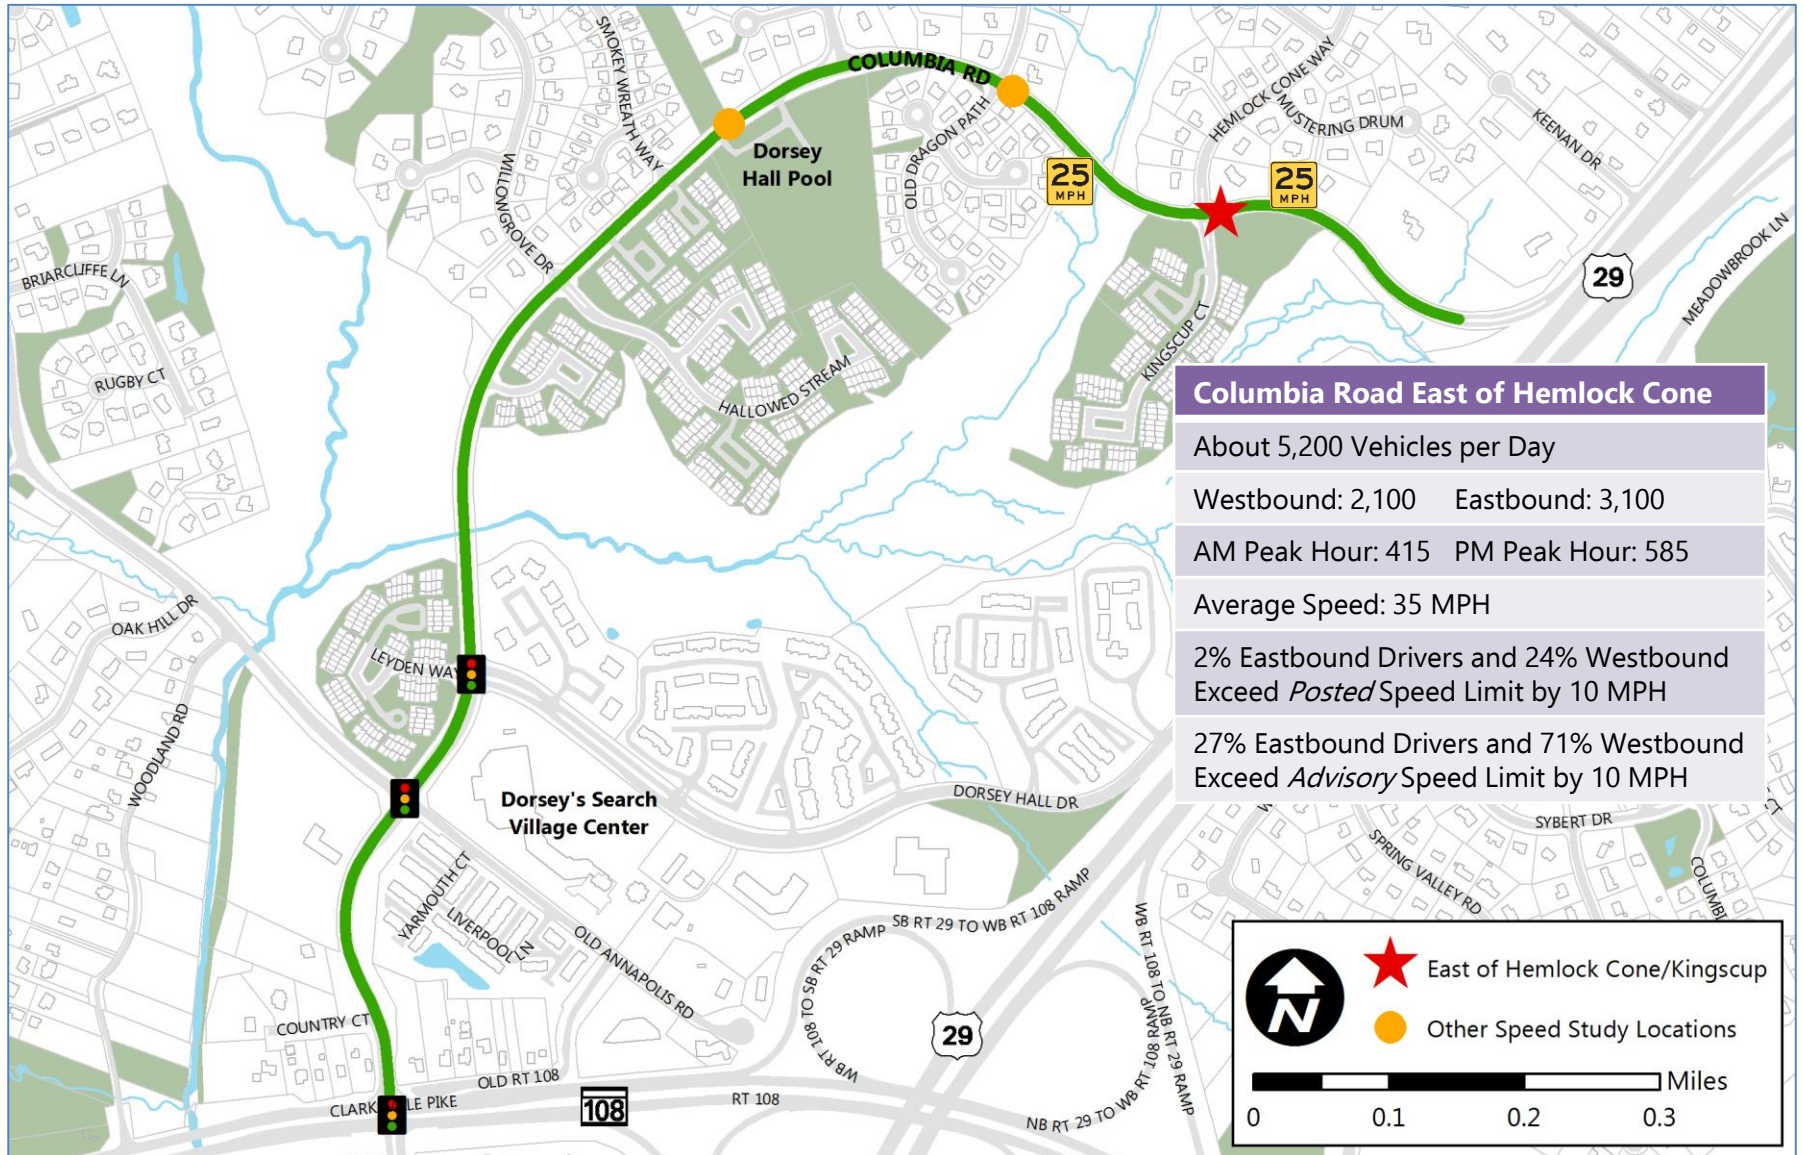 SMOKEY WREATH WAY
COLUMBIA RD
HEMLOCK CONE WAY
MUSTERING DRUM
KEENAN DR
Dorsey
Hall Pool
OLD DRAGON PATH
WILLOWGROVE DR
25
MPH
25
MPH
29
MEADOWBROOK LN
BRIARCLIFFE LN
RUGBY CT
HALLOWED STREAM
KINGSCUP CT
Columbia Road East of Hemlock Cone
About 5,200 Vehicles per Day
Westbound: 2,100 Eastbound: 3,100
AM Peak Hour: 415 PM Peak Hour: 585
Average Speed: 35 MPH
2% Eastbound Drivers and 24% Westbound
Exceed Posted Speed Limit by 10 MPH
27% Eastbound Drivers and 71% Westbound
Exceed Advisory Speed Limit by 10 MPH
OAK HILL DR
LEYDEN WAY
WOODLAND RD
Dorsey's Search
Village Center
DORSEY HALL DR
SYBERT DR
SPRING VALLEY RD
COLUMBI
CT
YARMOUTH CT
LIVERPOOL LN
OLD ANNAPOLIS RD
SB RT 29 TO WB RT 108 RAMP
WB RT 108 TO SB RT 29 RAMP
WB RT 108 TO NB RT 29 RAMP
NB RT 29 TO WB RT 108 RAMP
29
COUNTRY CT
OLD RT 108
CLARK LE PIKE
108
RT 108
N
East of Hemlock Cone/Kingscup
Other Speed Study Locations
Miles
0 0.1 0.2 0.3